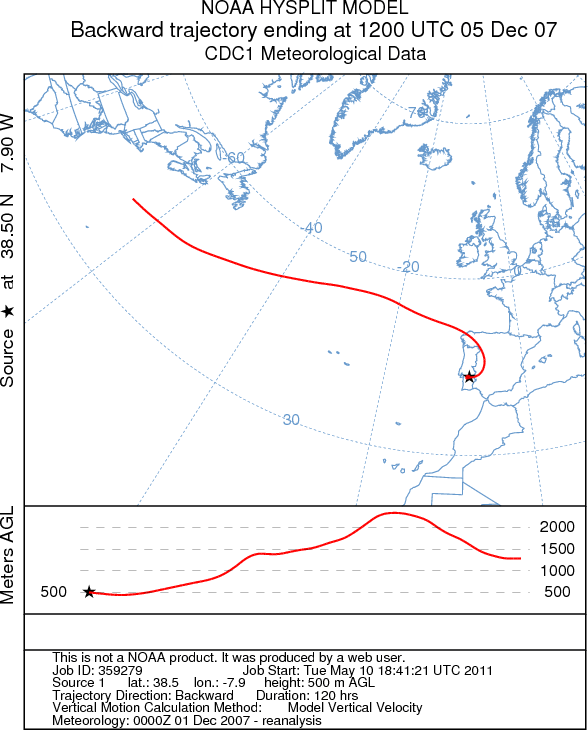 NOAA HYSPLIT MODEL
Backward trajectory ending at 1200 UTC 05 Dec 07
CDC1 Meteorological Data
Source ★ at 38.50 N 7.90 W
-60
-40
50
-20
30
Meters AGL
500
2000
1500
1000
500
This is not a NOAA product. It was produced by a web user.
Job ID: 359279 Job Start: Tue May 10 18:41:21 UTC 2011
Source 1 lat.: 38.5 lon.: -7.9 height: 500 m AGL
Trajectory Direction: Backward Duration: 120 hrs
Vertical Motion Calculation Method: Model Vertical Velocity
Meteorology: 0000Z 01 Dec 2007 - reanalysis